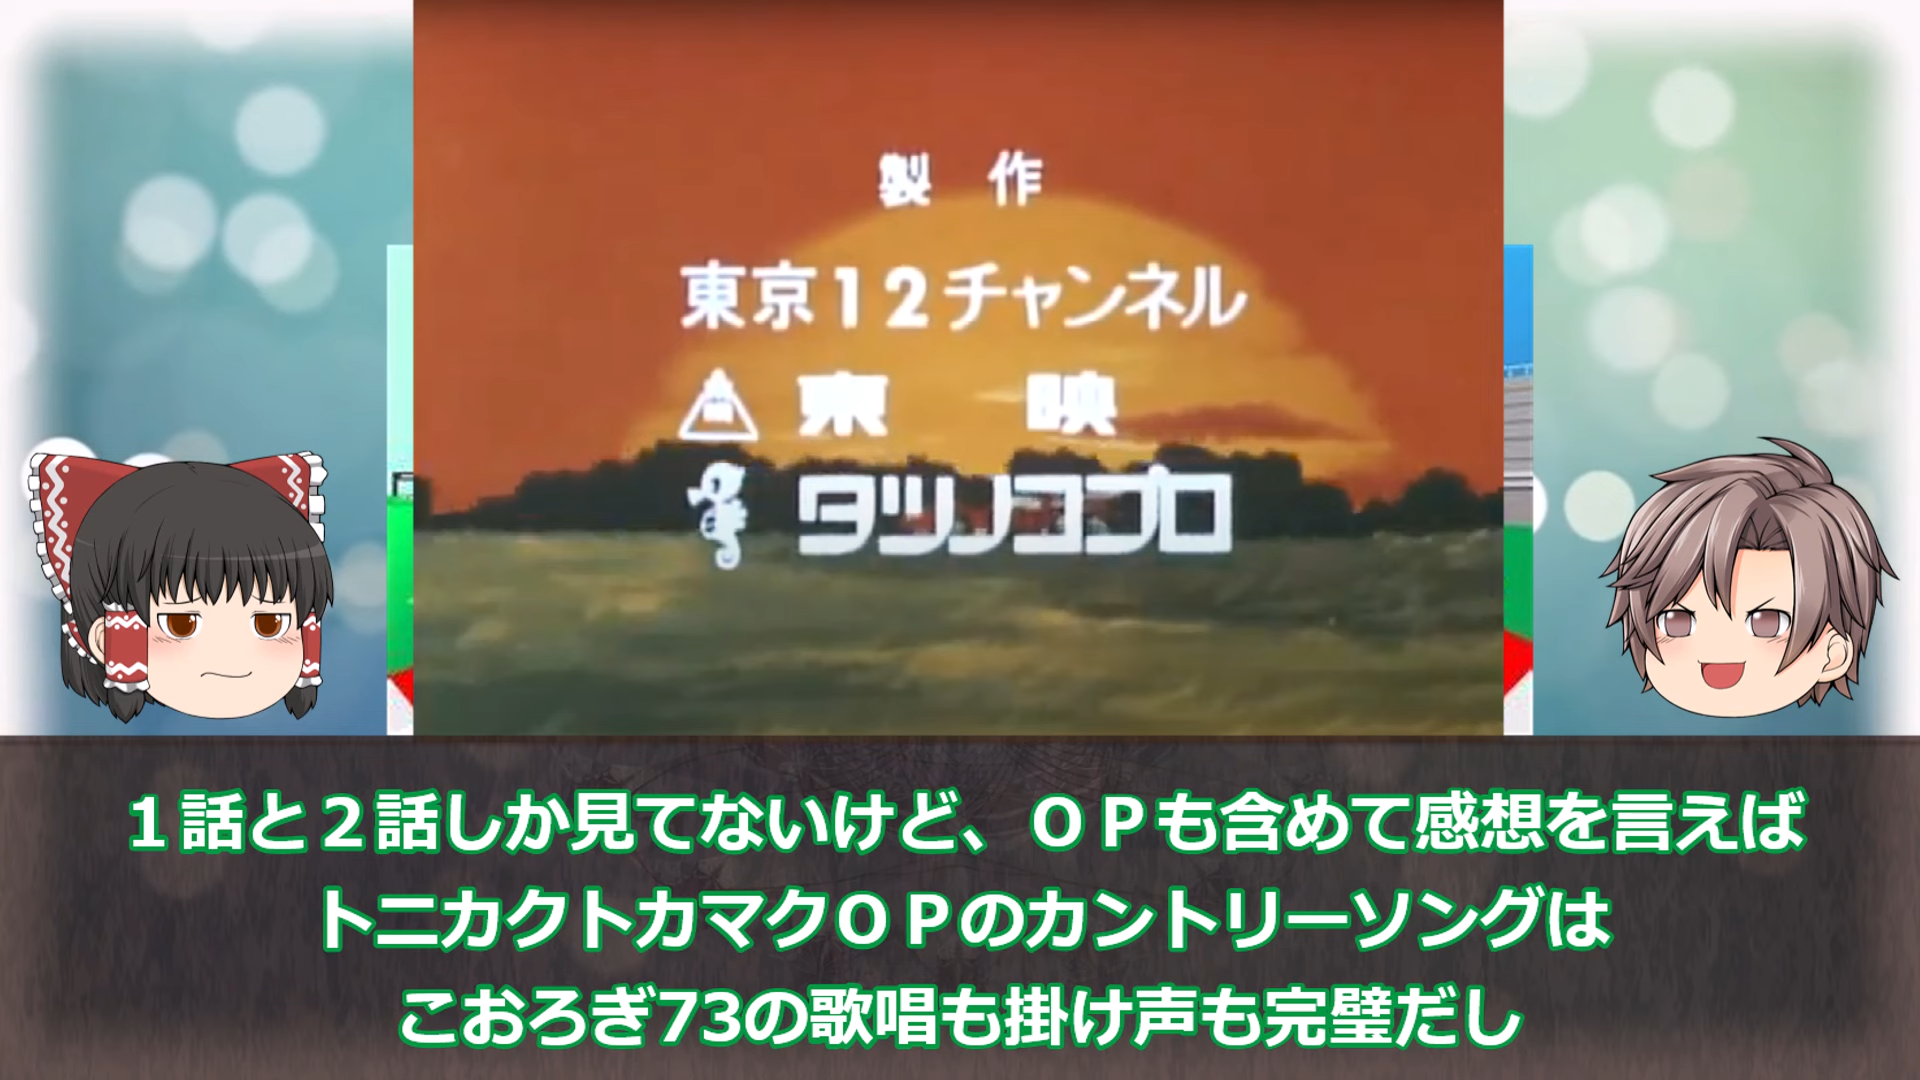 製 作
東京12チャンネル
東 映
タツノコプロ
1話と2話しか見てないけど、OPも含めて感想を言えば
トニカクトカマクOPのカントリーソングは
こおろぎ73の歌唱も掛け声も完璧だし